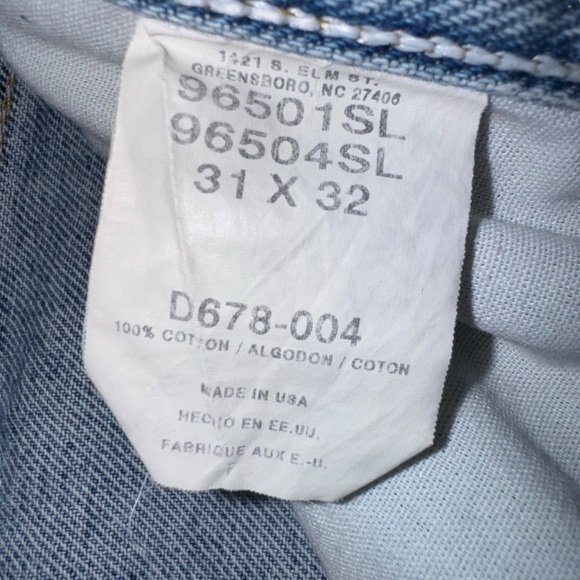 1421 S. ELM ST.
GREENSBORO, NC 27406
96501SL
96504SL
31 X 32
D678-004
100% COTTON / ALGODON / COTON
MADE IN USA
HECHO EN EE.UU.
FABRIQUE AUX E.-U.